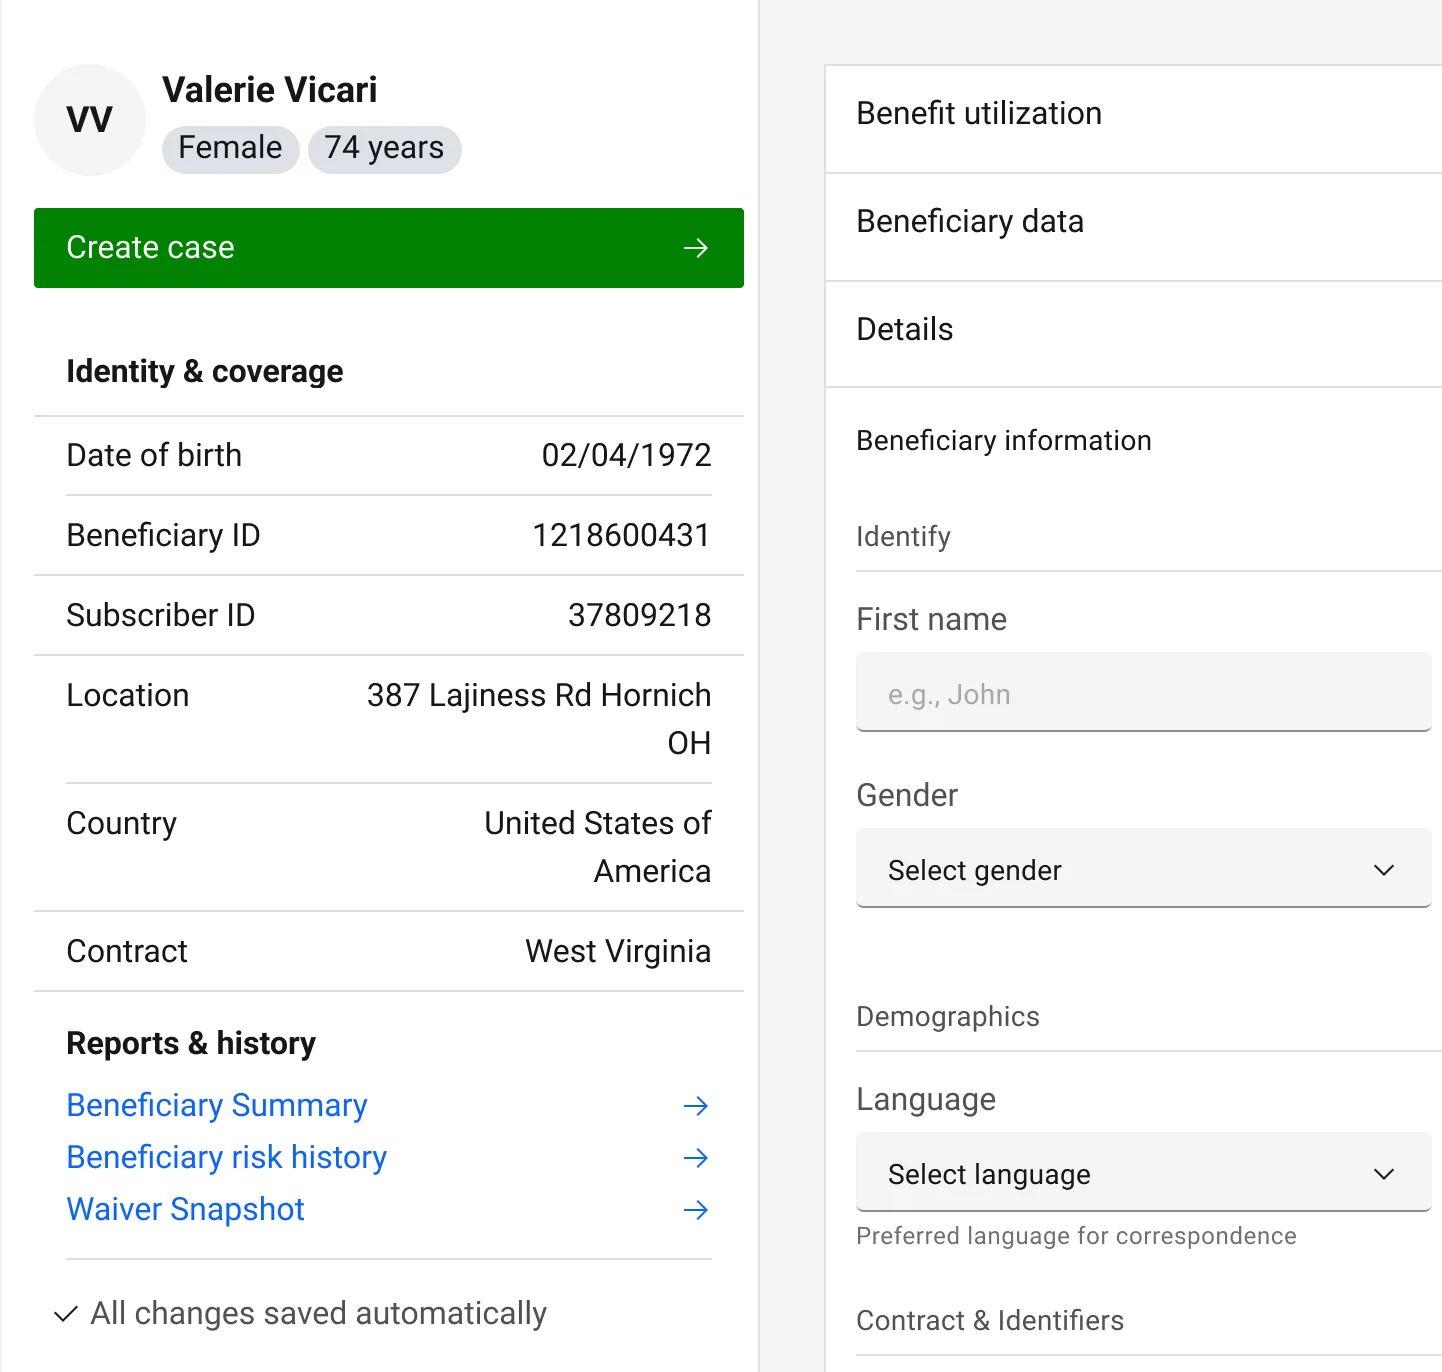 VV
Valerie Vicari
Female
74 years
Create case
Identity & coverage
Date of birth
02/04/1972
Beneficiary ID
1218600431
Subscriber ID
37809218
Location
387 Lajiness Rd Hornich
OH
Country
United States of
America
Contract
West Virginia
Reports & history
Beneficiary Summary
Beneficiary risk history
Waiver Snapshot
All changes saved automatically
Benefit utilization
Beneficiary data
Details
Beneficiary information
Identify
First name
e.g., John
Gender
Select gender
Demographics
Language
Select language
Preferred language for correspondence
Contract & Identifiers